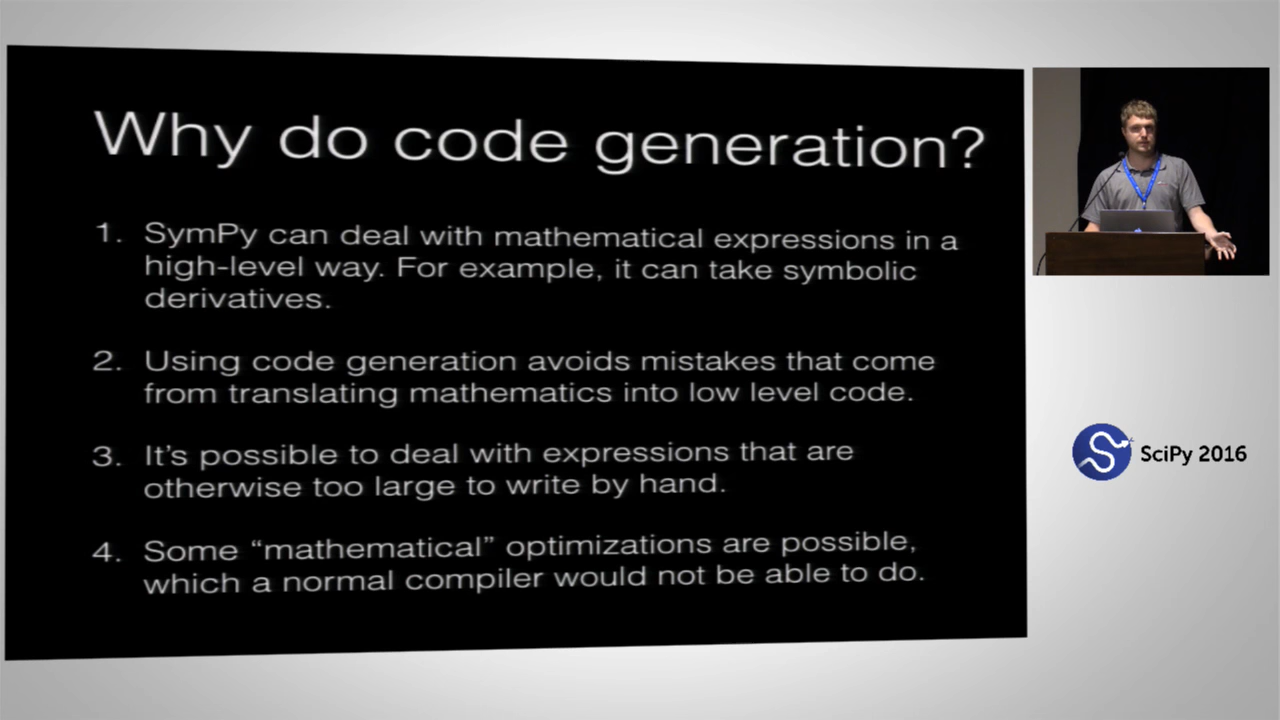 Why do code generation?
1. SymPy can deal with mathematical expressions in a
high-level way. For example, it can take symbolic
derivatives.
2. Using code generation avoids mistakes that come
from translating mathematics into low level code.
3. It's possible to deal with expressions that are
otherwise too large to write by hand.
4. Some “mathematical” optimizations are possible,
which a normal compiler would not be able to do.
SciPy 2016